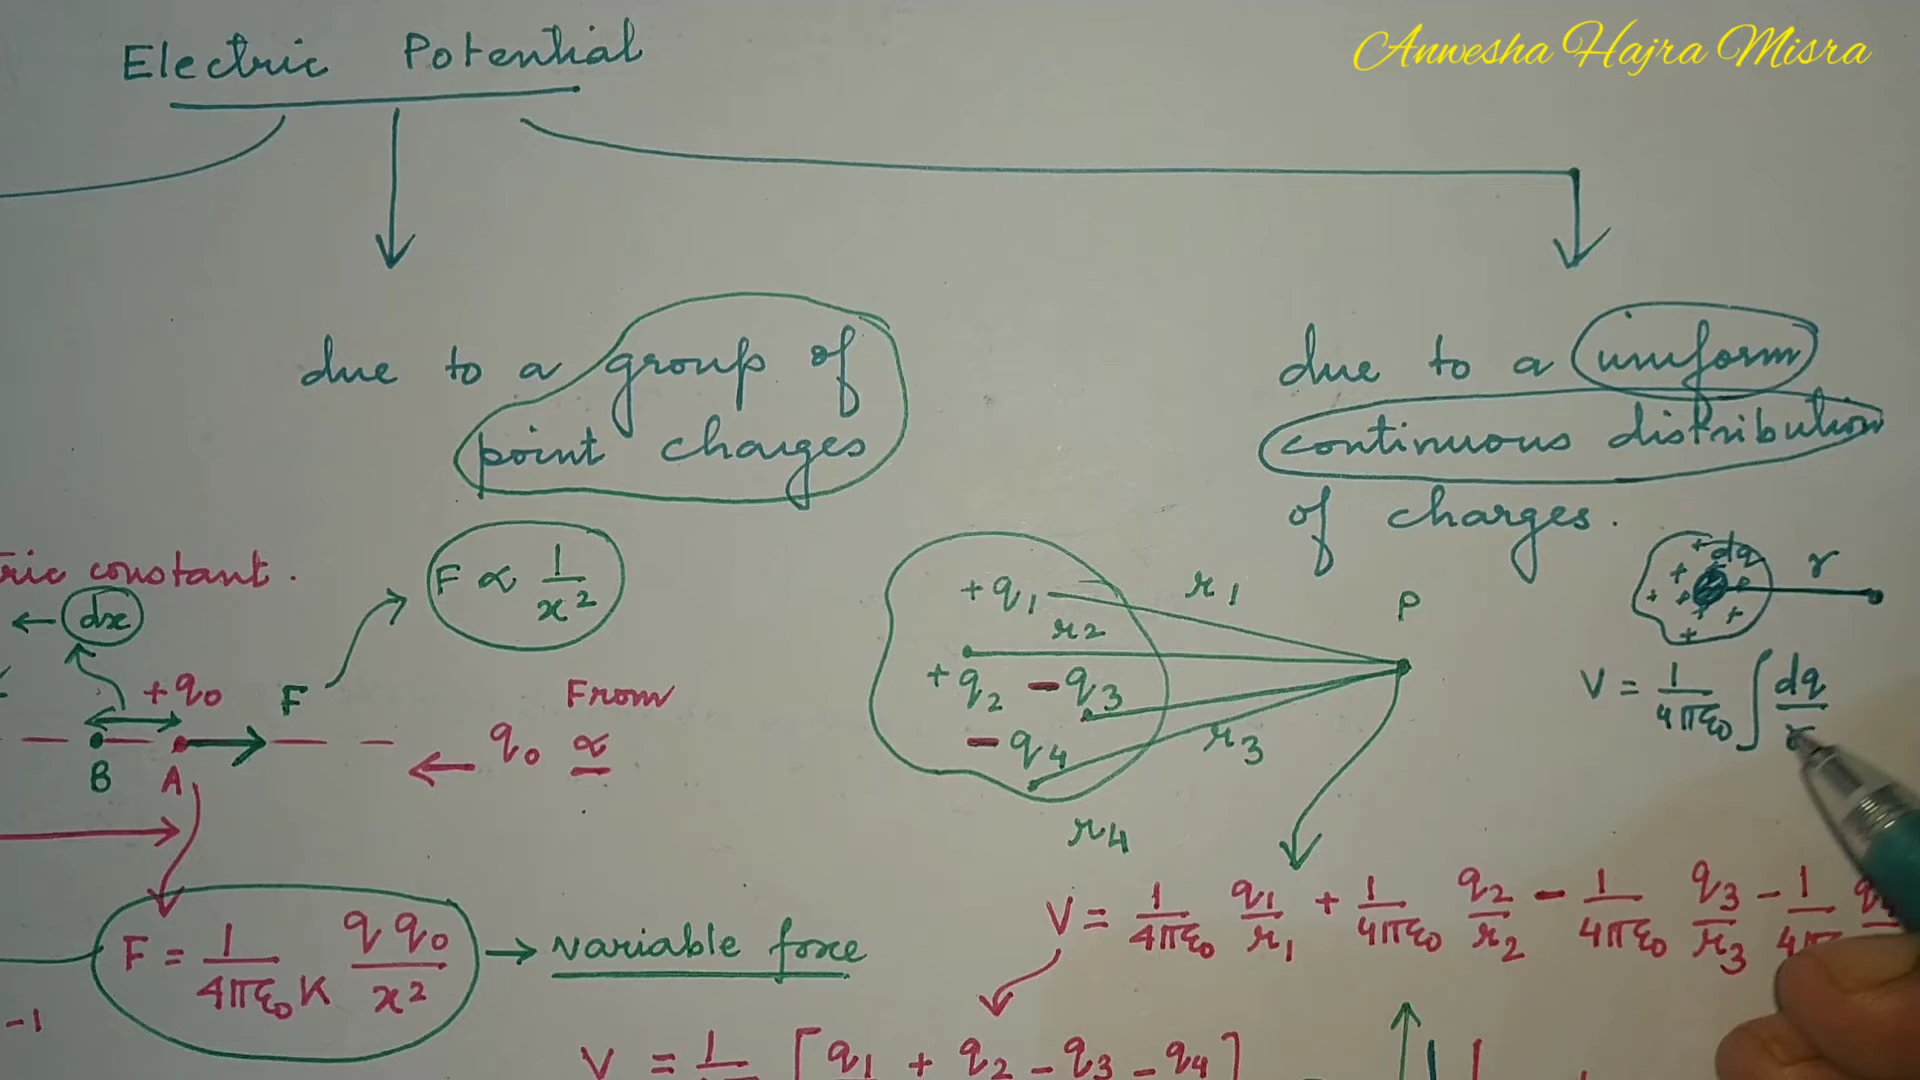 Anwesha Hajra Misra
Electric Potential
due to a group of
point charges
due to a uniform
continuous distribution
of charges.
ric constant.
← dx
F ∝ 1/x²
+q₀
F
From
B
A
← q₀ ∝
+q₁
r₁
P
r₂
+q₂
-q₃
-q₄
r₃
r₄
+ dq
r
+ + + + + +
V = 1/4πε₀ ∫ dq/r
F = 1/4πε₀K qq₀/x² → variable force
V = 1/4πε₀ q₁/r₁ + 1/4πε₀ q₂/r₂ - 1/4πε₀ q₃/r₃ - 1/4π
-1
V = 1 [q₁ + q₂ - q₃ - q₄]